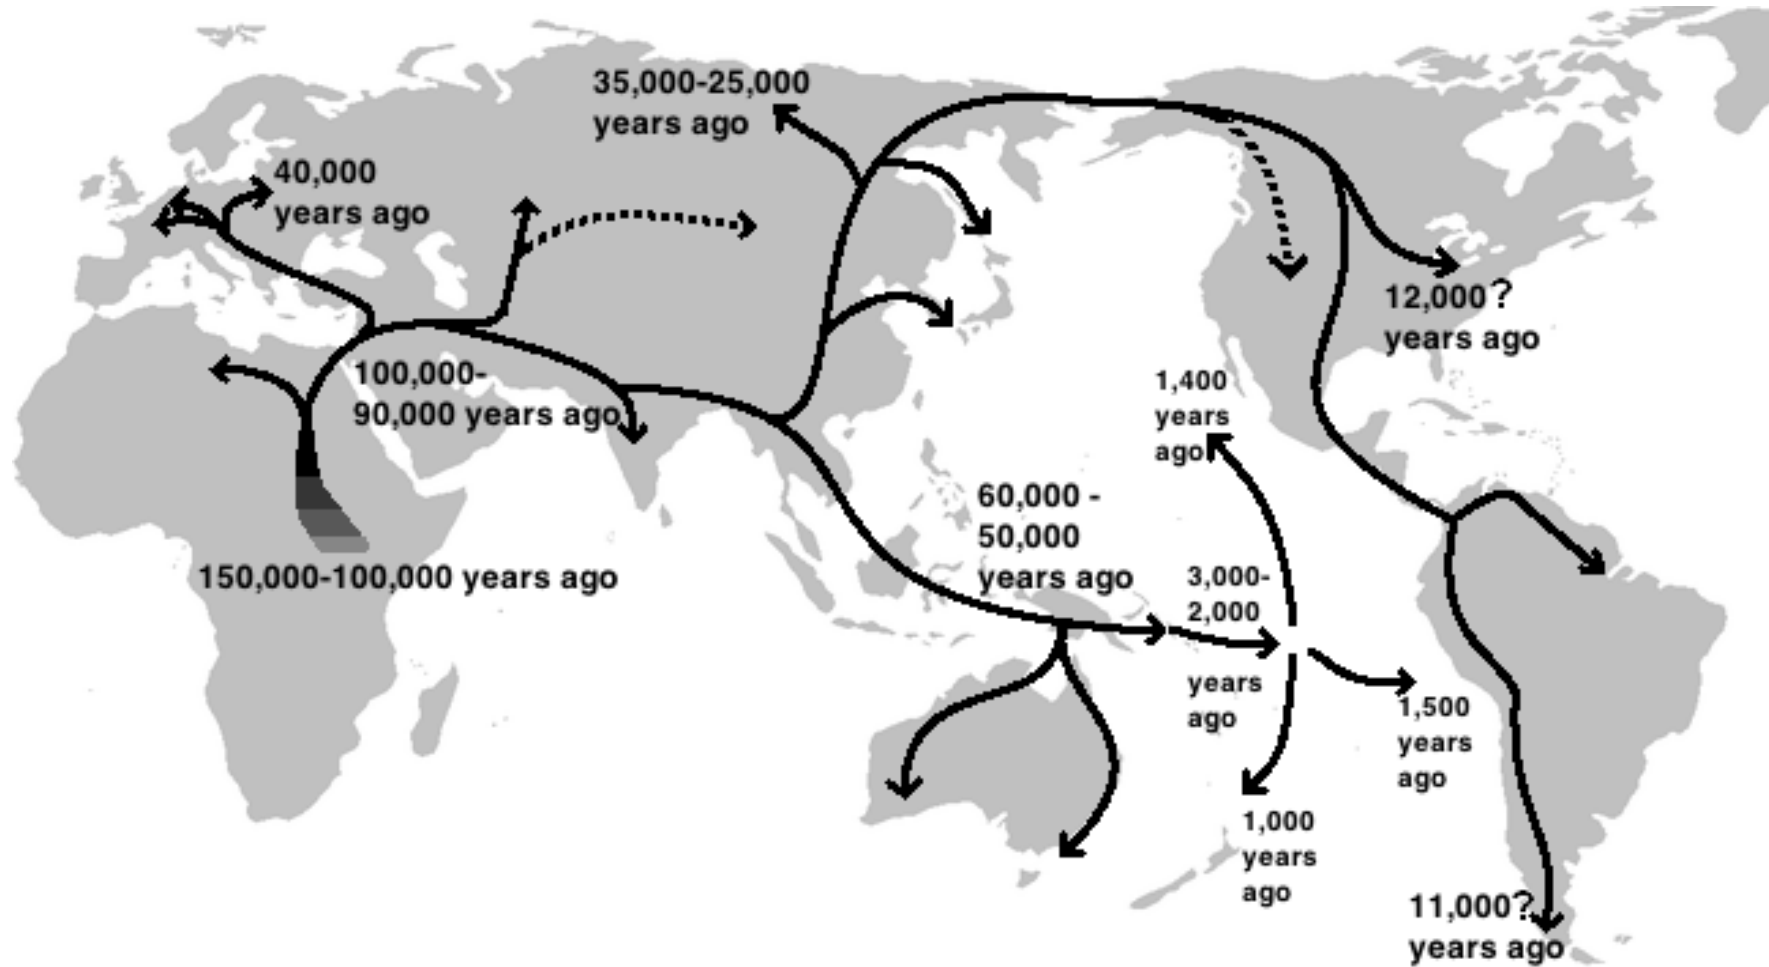 35,000-25,000
years ago
40,000
years ago
100,000-
90,000 years ago
150,000-100,000 years ago
60,000 -
50,000
years ago
12,000?
years ago
1,400
years
ago
3,000-
2,000
years
ago
1,500
years
ago
1,000
years
ago
11,000?
years ago